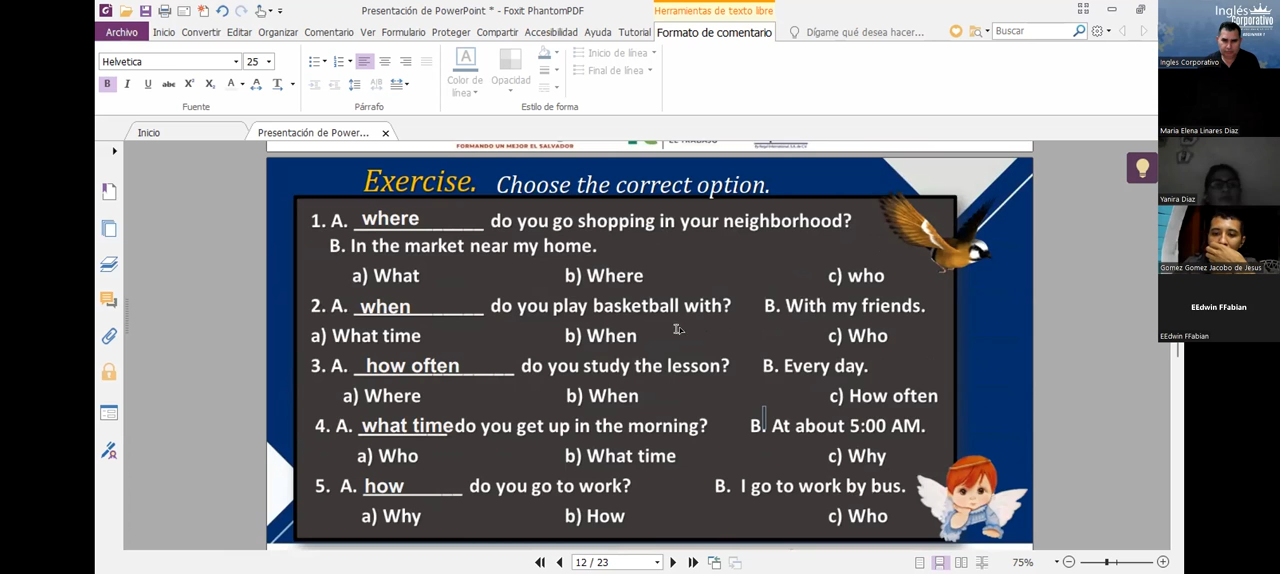 Presentación de PowerPoint * - Foxit PhantomPDF
Herramientas de texto libre
Archivo Inicio Convertir Editar Organizar Comentario Ver Formularios Proteger Compartir Accesibilidad Ayuda Tutorial Formato de comentario Dígame qué desea hacer... Buscar
Helvetica 25
Color de línea
Opacidad
Inicio de línea
Final de línea
Fuente Párrafo Estilo de forma
Inicio Presentación de Power...
FORMANDO UN MEJOR EL SALVADOR
Exercise. Choose the correct option.
1. A. where do you go shopping in your neighborhood?
B. In the market near my home.
a) What b) Where c) who
2. A. when do you play basketball with? B. With my friends.
a) What time b) When c) Who
3. A. how often do you study the lesson? B. Every day.
a) Where b) When c) How often
4. A. what time do you get up in the morning? B. At about 5:00 AM.
a) Who b) What time c) Why
5. A. how do you go to work? B. I go to work by bus.
a) Why b) How c) Who
12 / 23 75%
Inglés
Corporativo
Ingles Corporativo
Maria Elena Linares Diaz
Yanira Diaz
Gomez Gomez Jacobo de Jesus
EEdwin FFabian
EEdwin FFabian